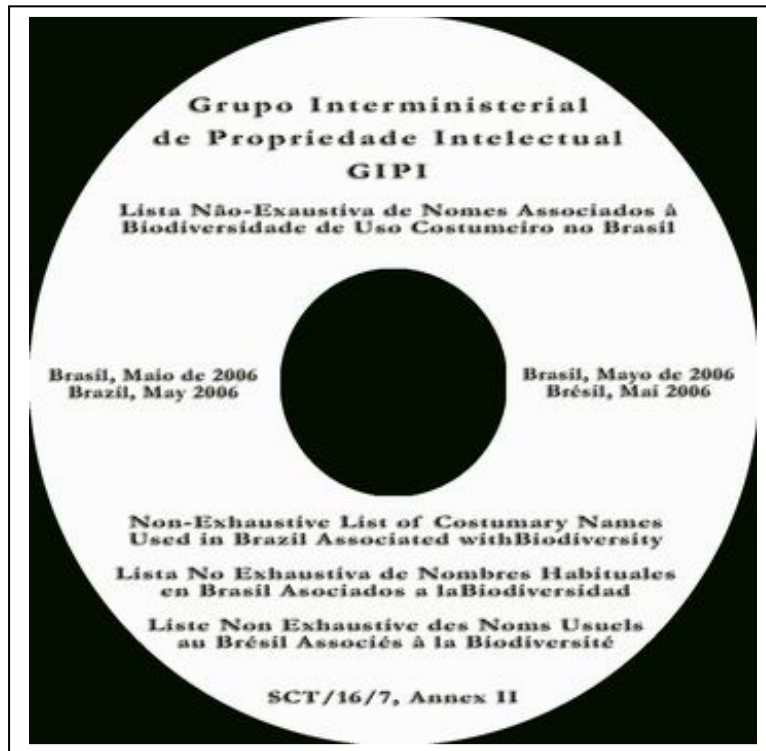 Grupo Interministerial
de Propriedade Intelectual
GIPI
Lista Não-Exaustiva de Nomes Associados à
Biodiversidade de Uso Costumeiro no Brasil
Brasil, Maio de 2006
Brazil, May 2006
Brasil, Mayo de 2006
Brésil, Mai 2006
Non-Exhaustive List of Costumary Names
Used in Brazil Associated withBiodiversity
Lista No Exhaustiva de Nombres Habituales
en Brasil Asociados a laBiodiversidad
Liste Non Exhaustive des Noms Usuels
au Brésil Associés à la Biodiversité
SCT/16/7, Annex II